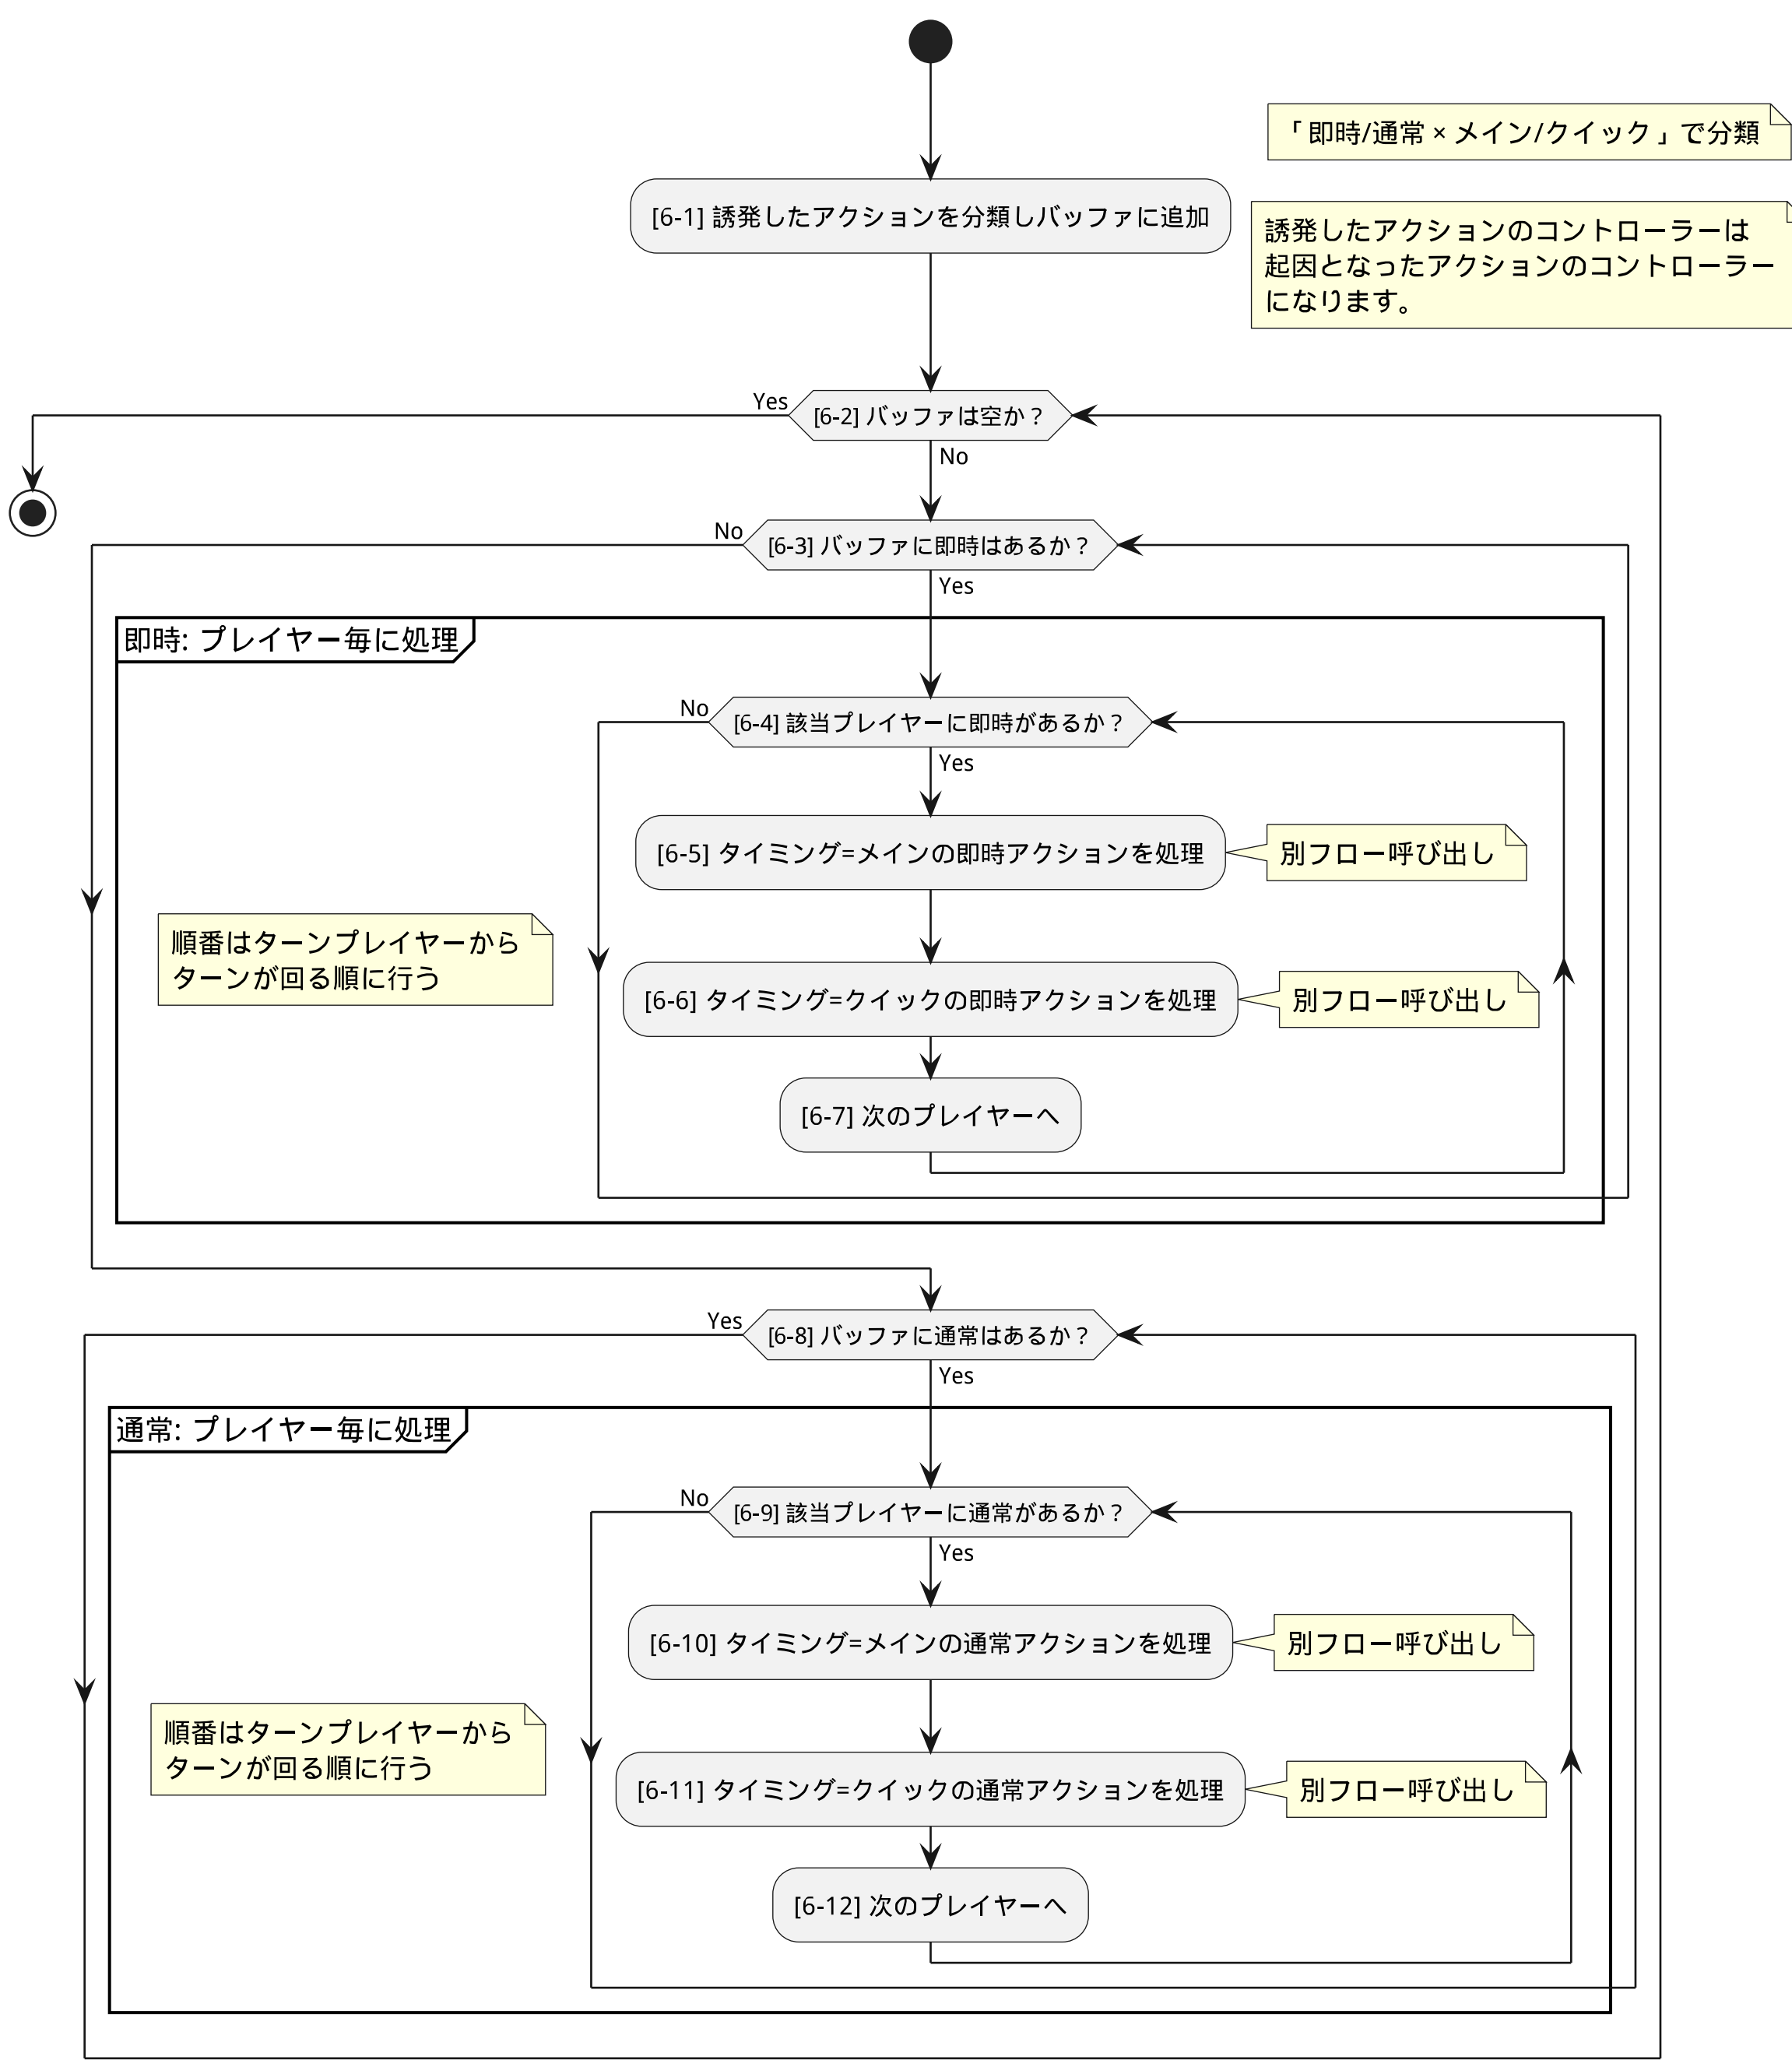 「即時/通常 × メイン/クイック」で分類
[6-1] 誘発したアクションを分類しバッファに追加
誘発したアクションのコントローラーは
起因となったアクションのコントローラー
になります。
Yes
[6-2] バッファは空か?
No
No
[6-3] バッファに即時はあるか?
Yes
即時: プレイヤー毎に処理
No
[6-4] 該当プレイヤーに即時があるか?
Yes
[6-5] タイミング=メインの即時アクションを処理
別フロー呼び出し
順番はターンプレイヤーから
ターンが回る順に行う
[6-6] タイミング=クイックの即時アクションを処理
別フロー呼び出し
[6-7] 次のプレイヤーへ
Yes
[6-8] バッファに通常はあるか?
Yes
通常: プレイヤー毎に処理
No
[6-9] 該当プレイヤーに通常があるか?
Yes
[6-10] タイミング=メインの通常アクションを処理
別フロー呼び出し
順番はターンプレイヤーから
ターンが回る順に行う
[6-11] タイミング=クイックの通常アクションを処理
別フロー呼び出し
[6-12] 次のプレイヤーへ